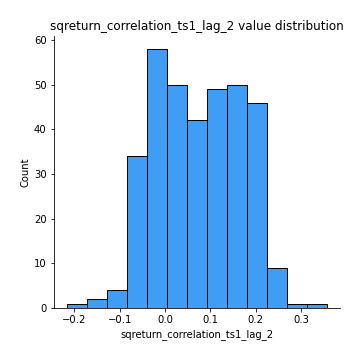 sqreturn_correlation_ts1_lag_2 value distribution
60
50
40
30
20
10
0
Count
−0.2 −0.1 0.0 0.1 0.2 0.3
sqreturn_correlation_ts1_lag_2